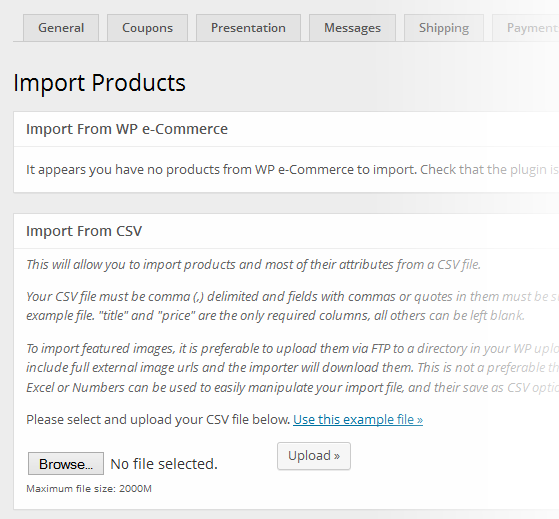 General Coupons Presentation Messages Shipping Payment
Import Products
Import From WP e-Commerce
It appears you have no products from WP e-Commerce to import. Check that the plugin is
Import From CSV
This will allow you to import products and most of their attributes from a CSV file.
Your CSV file must be comma (,) delimited and fields with commas or quotes in them must be
example file. "title" and "price" are the only required columns, all others can be left blank.
To import featured images, it is preferable to upload them via FTP to a directory in your WP
include full external image urls and the importer will download them. This is not a preferable
Excel or Numbers can be used to easily manipulate your import file, and their save as CSV
Please select and upload your CSV file below. Use this example file »
Browse... No file selected. Upload »
Maximum file size: 2000M